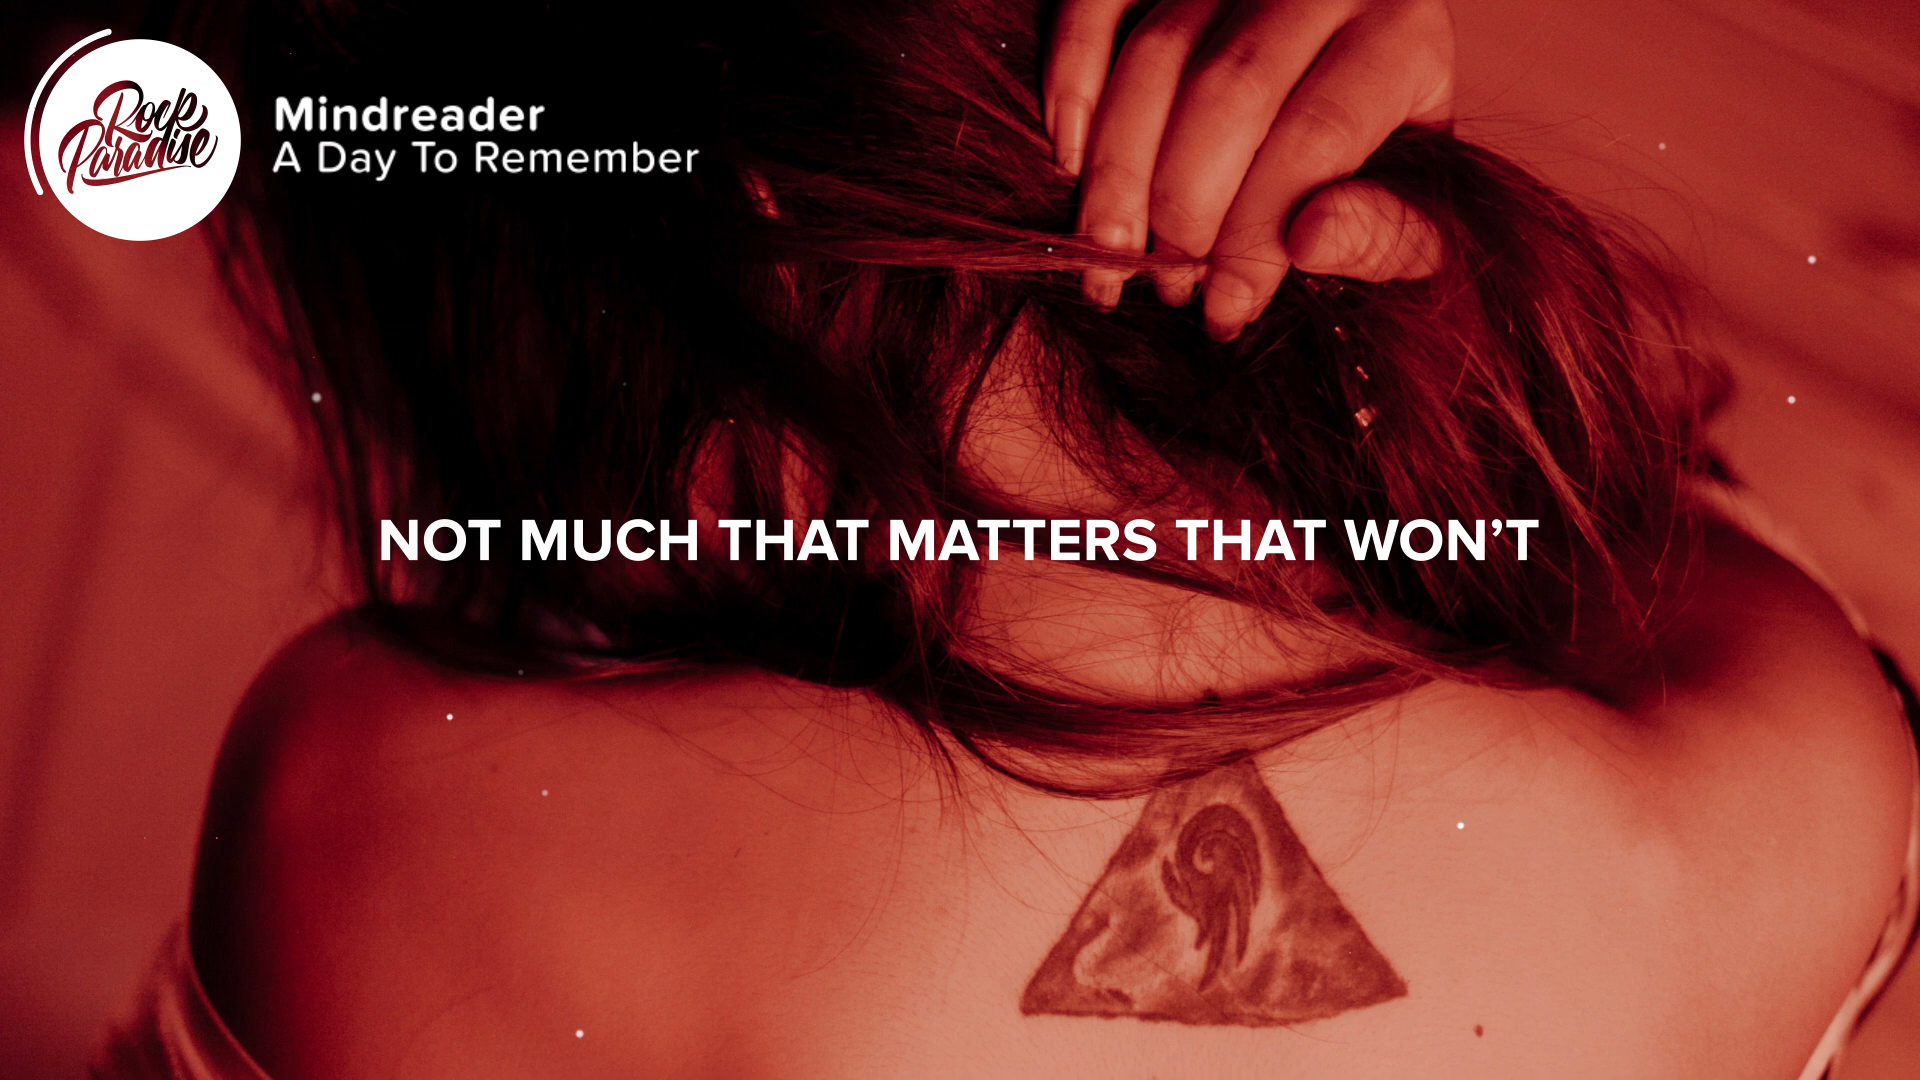 Rock
Paradise
Mindreader
A Day To Remember
NOT MUCH THAT MATTERS THAT WON’T